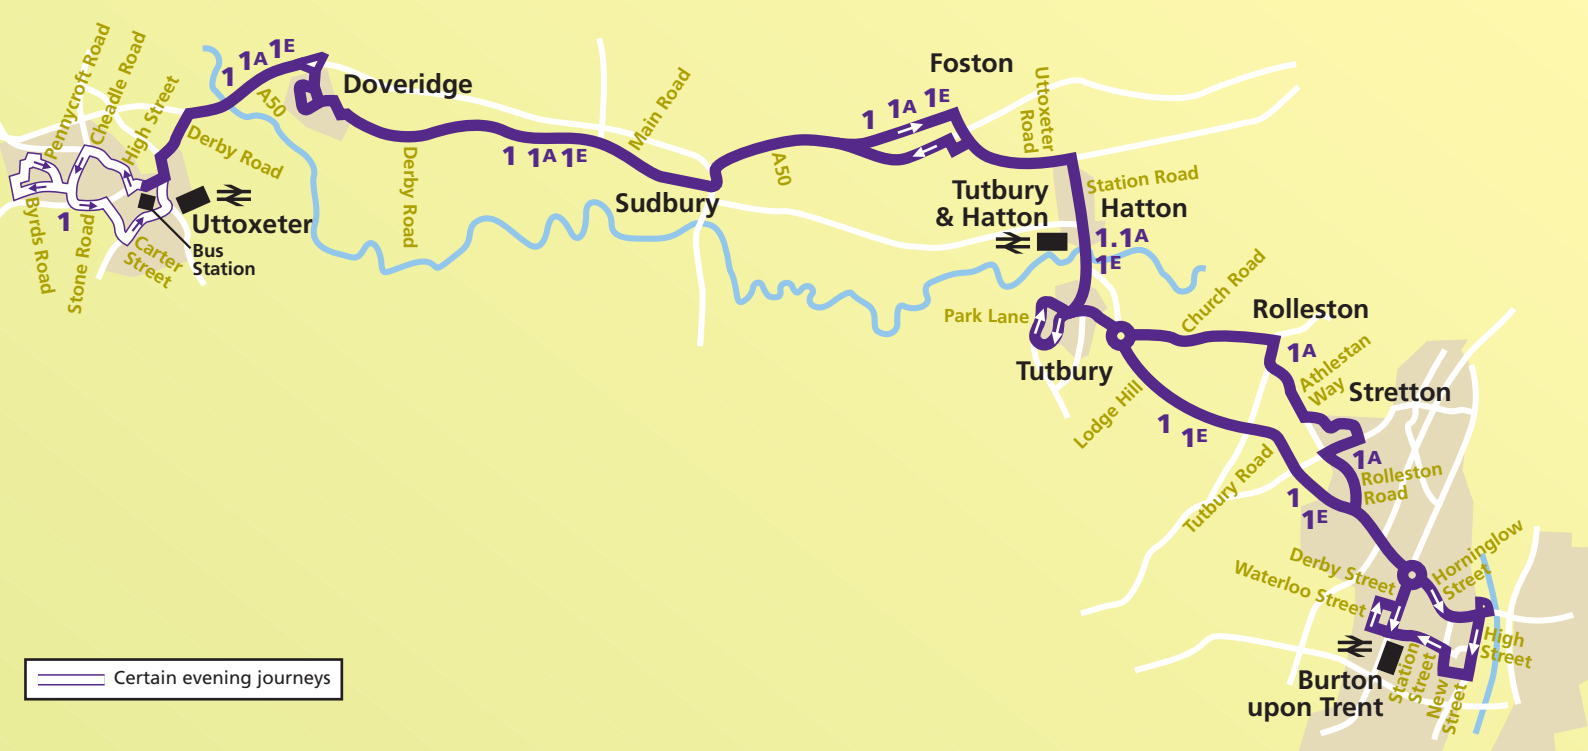 Pennycroft Road
Cheadle Road
High Street
1
1A
1E
A50
Doveridge
Derby Road
Byrds Road
1
Stone Road
Carter
Street
Uttoxeter
Bus
Station
Derby Road
1
1A
1E
Main Road
Sudbury
A50
Foston
1
1A
1E
Uttoxeter
Road
Tutbury
& Hatton
Station Road
Hatton
1.1A
1E
Park Lane
Tutbury
Church Road
Rolleston
1A
Athlestan
Way
Stretton
Lodge Hill
1
1E
1A
Rolleston
Road
Tutbury Road
1
1E
Derby Street
Waterloo Street
Horninglow
Street
High
Street
Station
Street
New
Street
Burton
upon Trent
Certain evening journeys